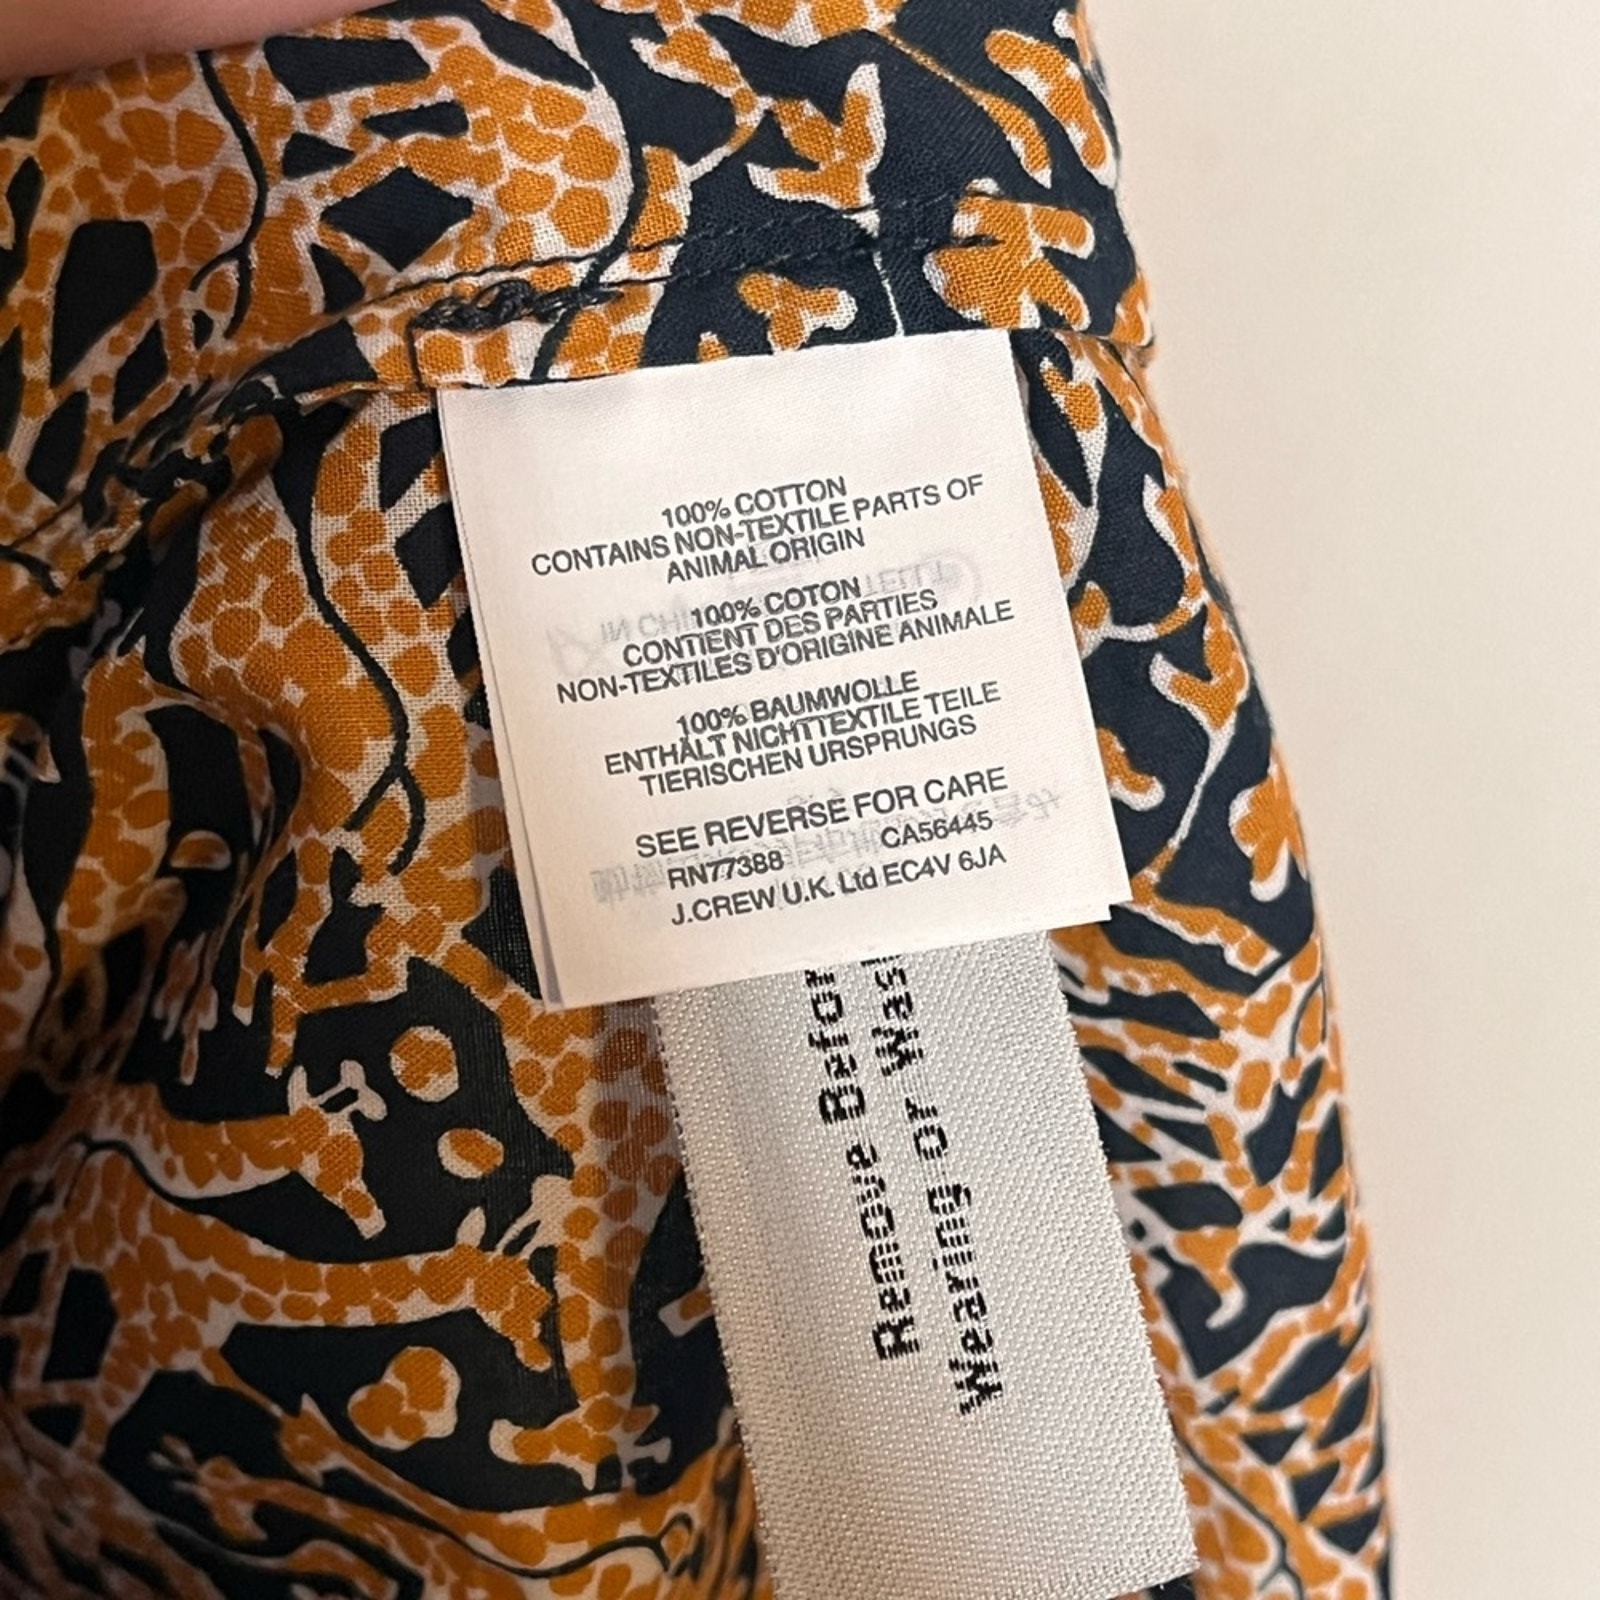 100% COTTON
CONTAINS NON-TEXTILE PARTS OF
ANIMAL ORIGIN
100% COTON
CONTIENT DES PARTIES
NON-TEXTILES D'ORIGINE ANIMALE
100% BAUMWOLLE
ENTHÄLT NICHTTEXTILE TEILE
TIERISCHEN URSPRUNGS
SEE REVERSE FOR CARE
RN77388 CA56445
J.CREW U.K. Ltd EC4V 6JA
Remove Before
Wearing or Was